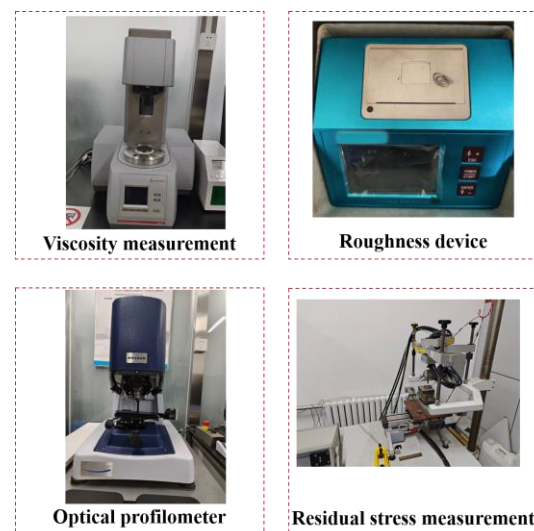 Viscosity measurement
Roughness device
Optical profilometer
Residual stress measurement